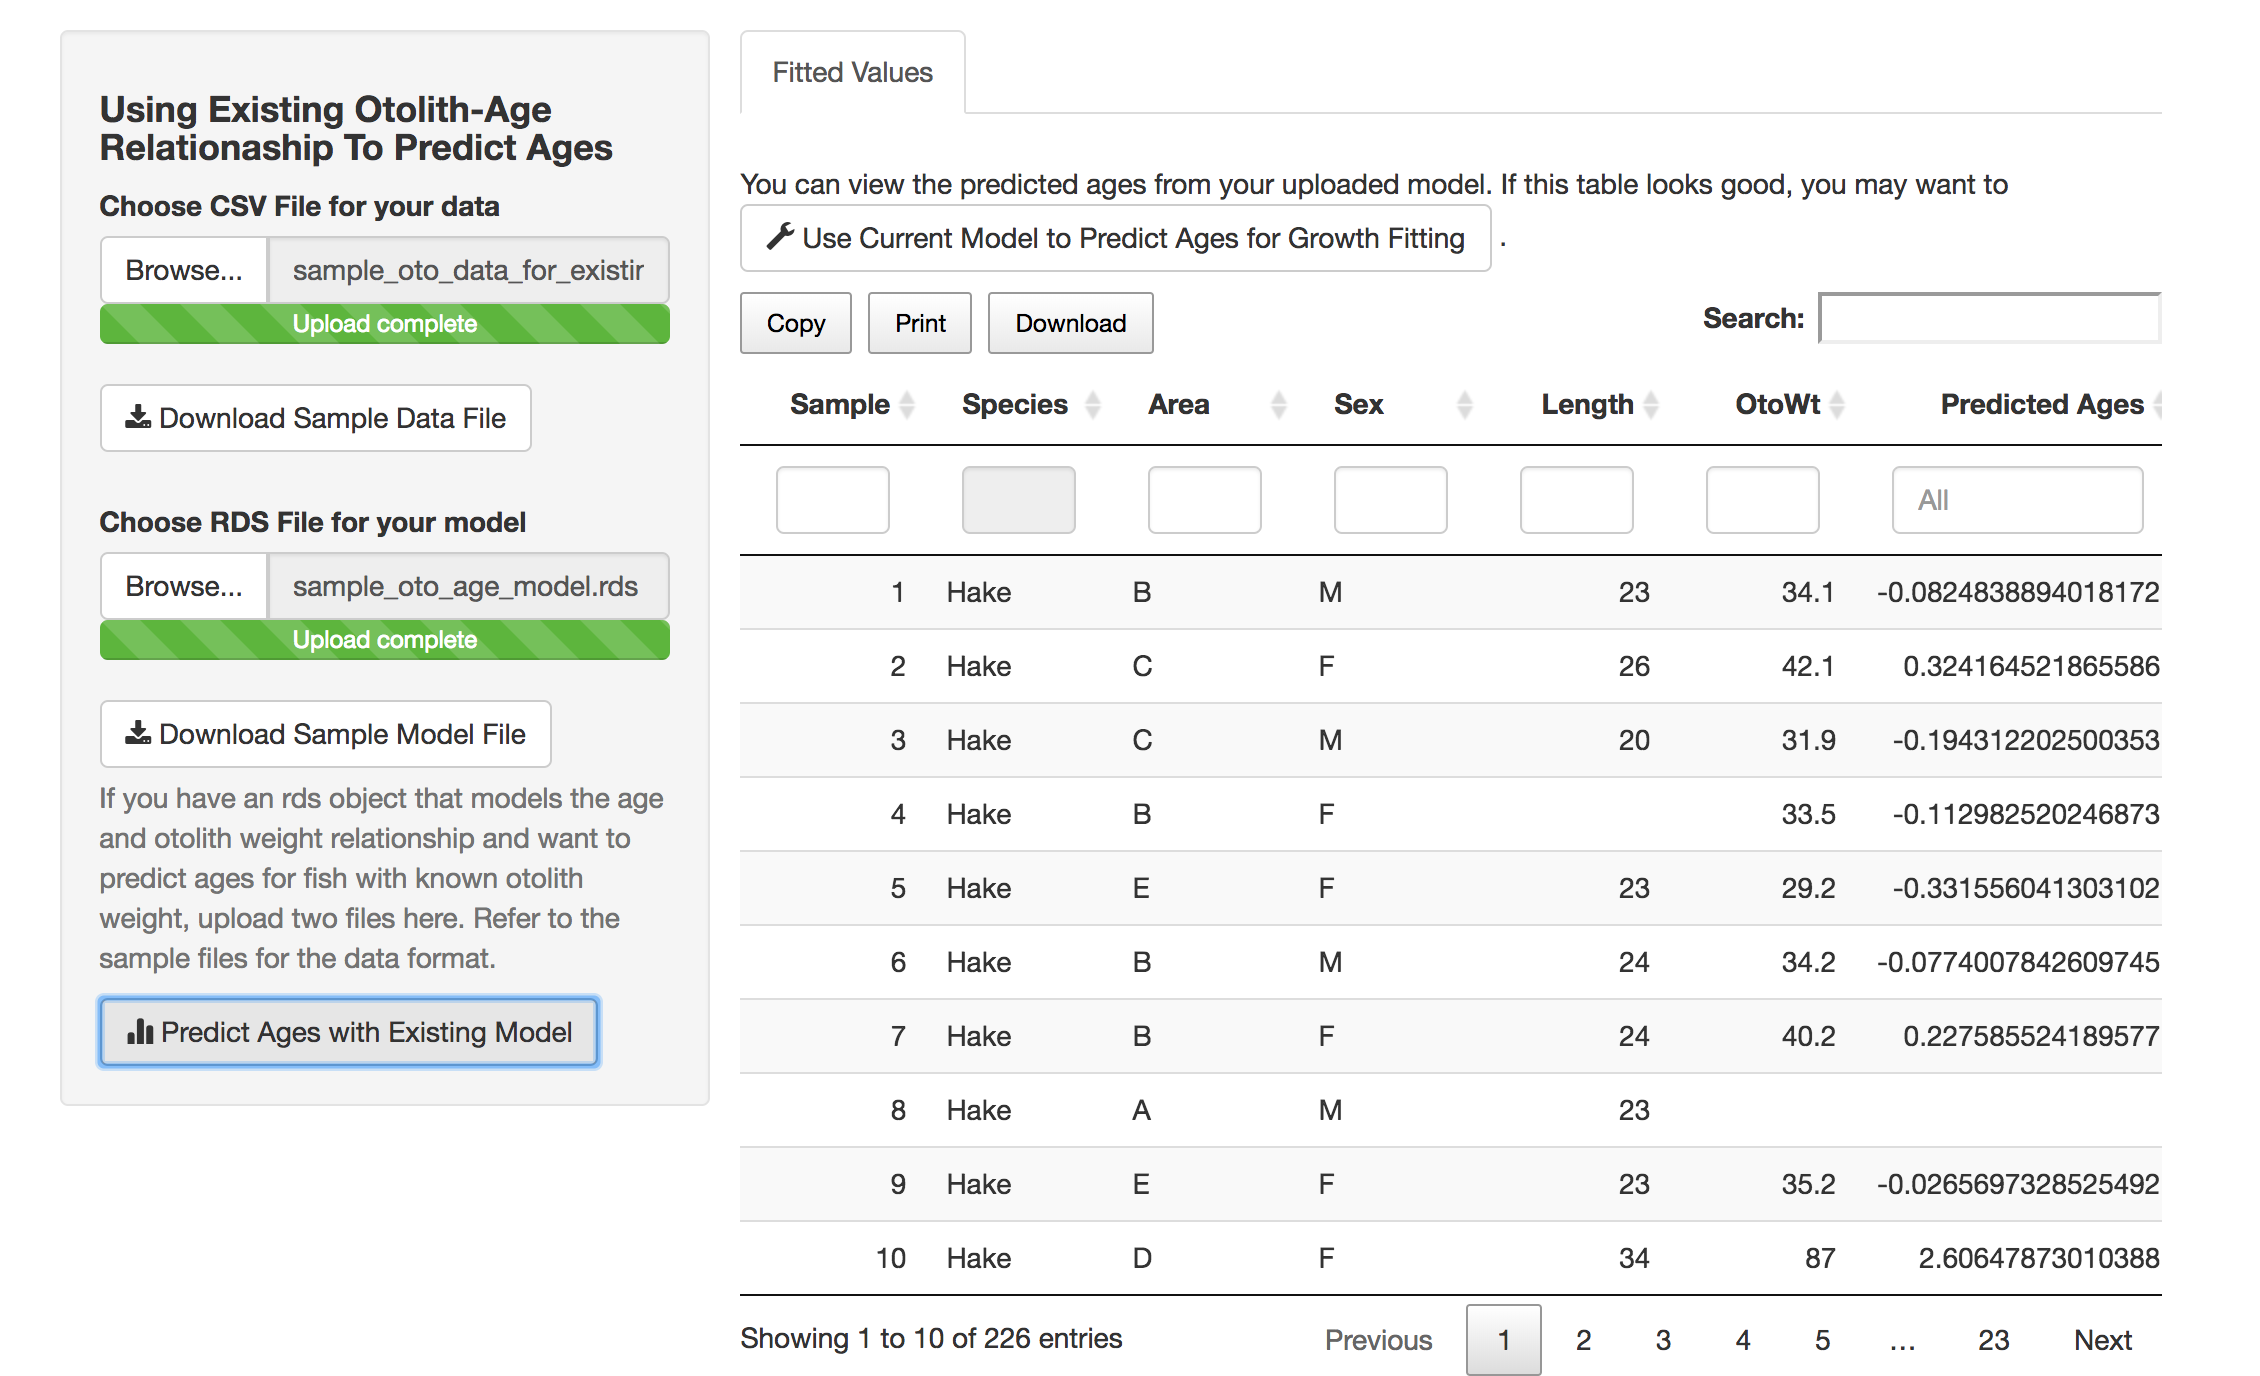 Using Existing Otolith-Age
Relationaship To Predict Ages
Choose CSV File for your data
Browse... sample_oto_data_for_existir
Upload complete
Download Sample Data File
Choose RDS File for your model
Browse... sample_oto_age_model.rds
Upload complete
Download Sample Model File
If you have an rds object that models the age
and otolith weight relationship and want to
predict ages for fish with known otolith
weight, upload two files here. Refer to the
sample files for the data format.
Predict Ages with Existing Model
Fitted Values
You can view the predicted ages from your uploaded model. If this table looks good, you may want to
Use Current Model to Predict Ages for Growth Fitting .
Copy Print Download Search:
Sample Species Area Sex Length OtoWt Predicted Ages
All
1 Hake B M 23 34.1 -0.0824838894018172
2 Hake C F 26 42.1 0.324164521865586
3 Hake C M 20 31.9 -0.194312202500353
4 Hake B F 33.5 -0.112982520246873
5 Hake E F 23 29.2 -0.331556041303102
6 Hake B M 24 34.2 -0.0774007842609745
7 Hake B F 24 40.2 0.227585524189577
8 Hake A M 23
9 Hake E F 23 35.2 -0.0265697328525492
10 Hake D F 34 87 2.60647873010388
Showing 1 to 10 of 226 entries Previous 1 2 3 4 5 ... 23 Next